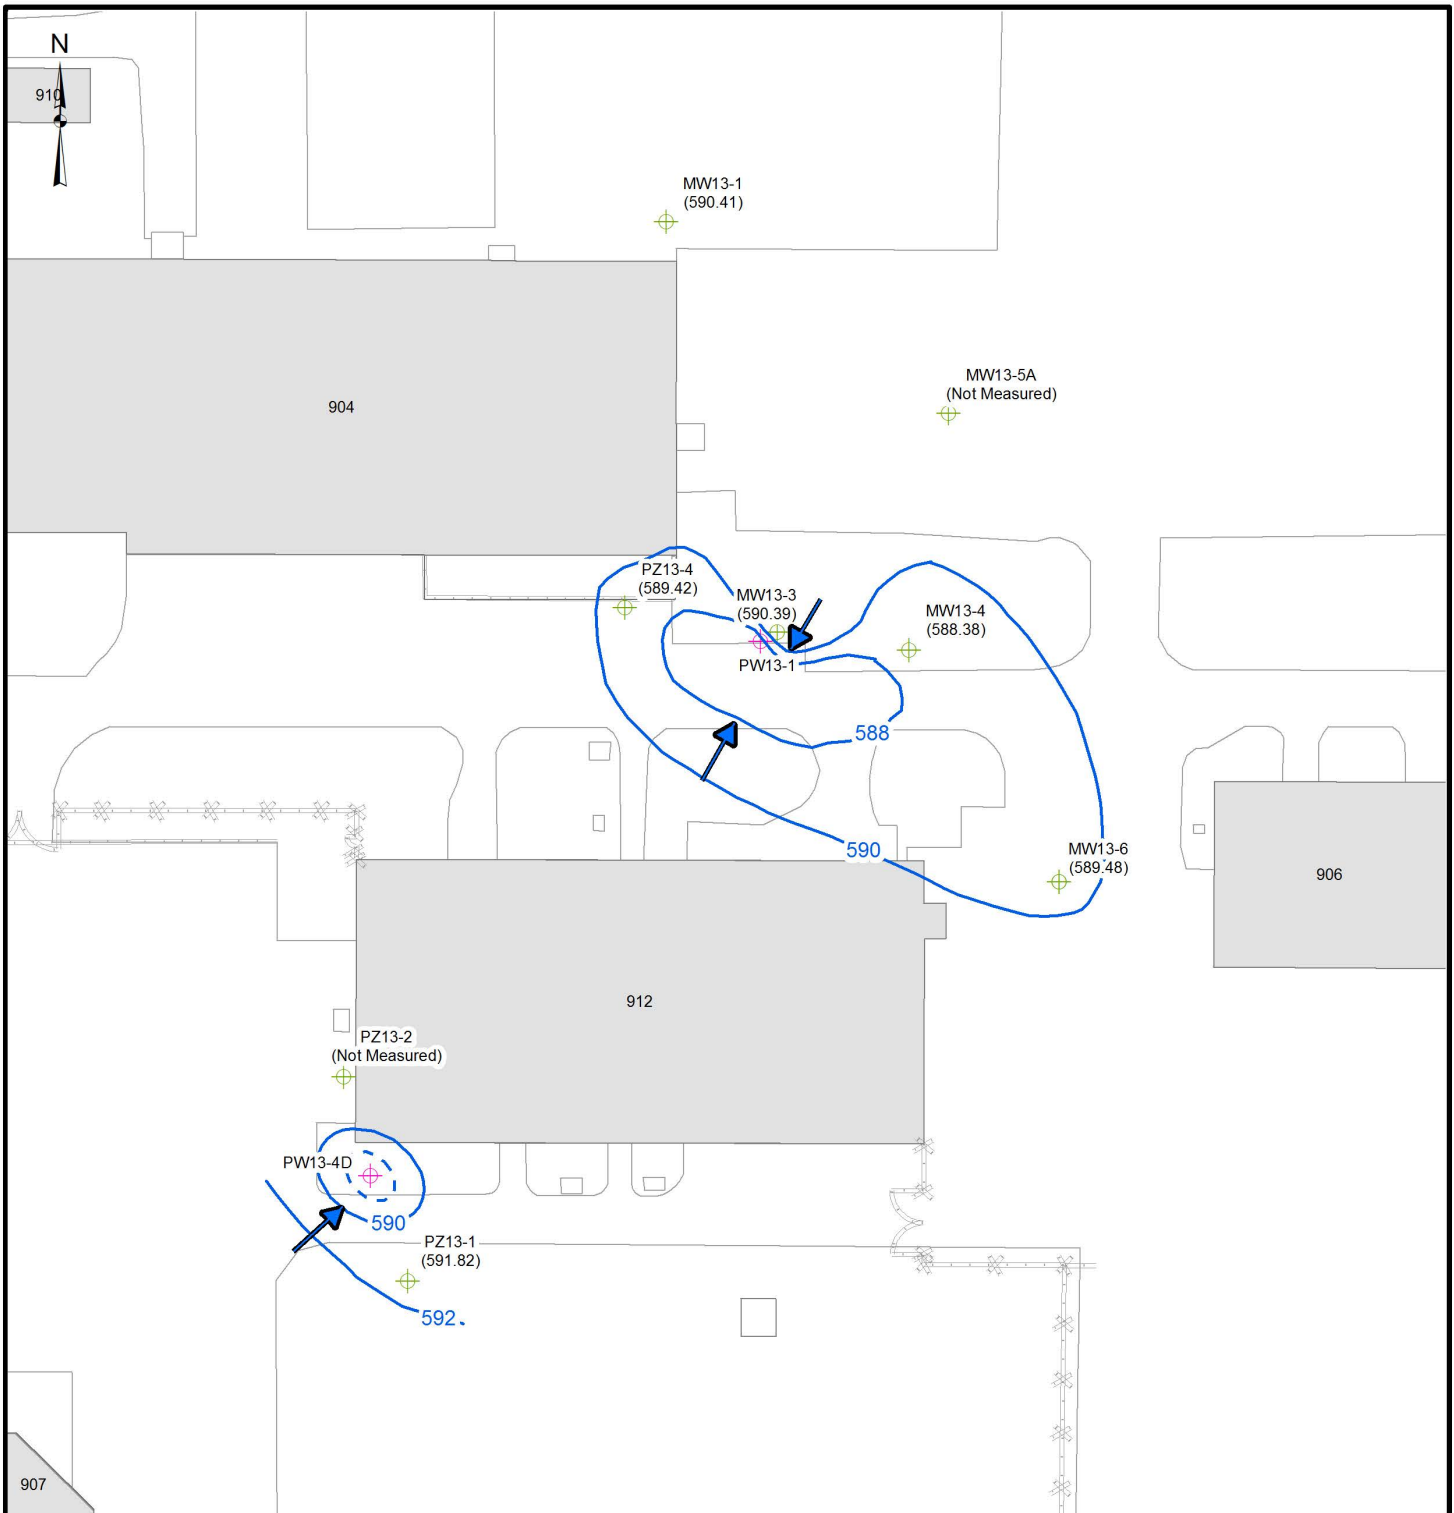 N
910
MW13-1
(590.41)
MW13-5A
(Not Measured)
904
PZ13-4
(589.42)
MW13-3
(590.39)
MW13-4
(588.38)
PW13-1
588
590
MW13-6
(589.48)
906
912
PZ13-2
(Not Measured)
PW13-4D
590
PZ13-1
(591.82)
592
907